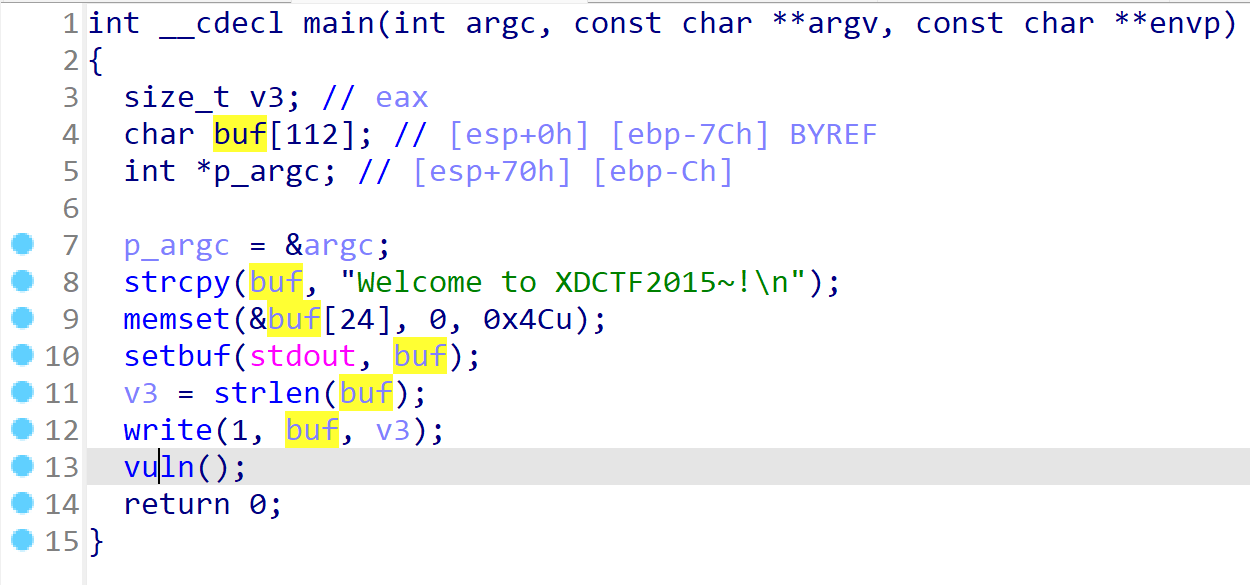 1 int __cdecl main(int argc, const char **argv, const char **envp)
2 {
3   size_t v3; // eax
4   char buf[112]; // [esp+0h] [ebp-7Ch] BYREF
5   int *p_argc; // [esp+70h] [ebp-Ch]
6
7   p_argc = &argc;
8   strcpy(buf, "Welcome to XDCTF2015~!\n");
9   memset(&buf[24], 0, 0x4Cu);
10   setbuf(stdout, buf);
11   v3 = strlen(buf);
12   write(1, buf, v3);
13   vuln();
14   return 0;
15 }